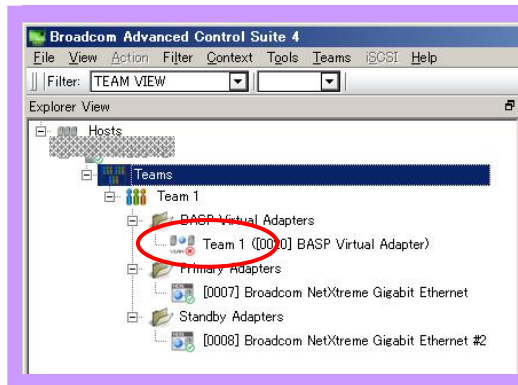 Broadcom Advanced Control Suite 4
File View Action Filter Context Tools Teams iSCSI Help
Filter: TEAM VIEW
Explorer View
Hosts
Teams
Team 1
BASP Virtual Adapters
Team 1 ([0020] BASP Virtual Adapter)
Primary Adapters
[0007] Broadcom NetXtreme Gigabit Ethernet
Standby Adapters
[0008] Broadcom NetXtreme Gigabit Ethernet #2